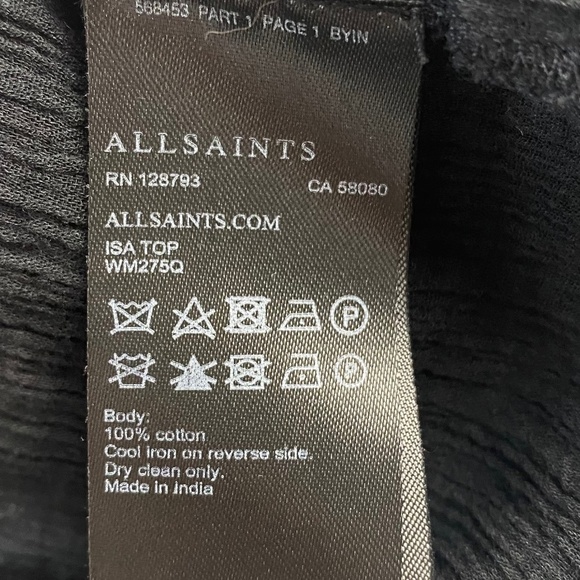 568453 PART 1 PAGE 1 BYIN
ALLSAINTS
RN 128793 CA 58080
ALLSAINTS.COM
ISA TOP
WM275Q
P
P
Body:
100% cotton
Cool iron on reverse side.
Dry clean only.
Made in India